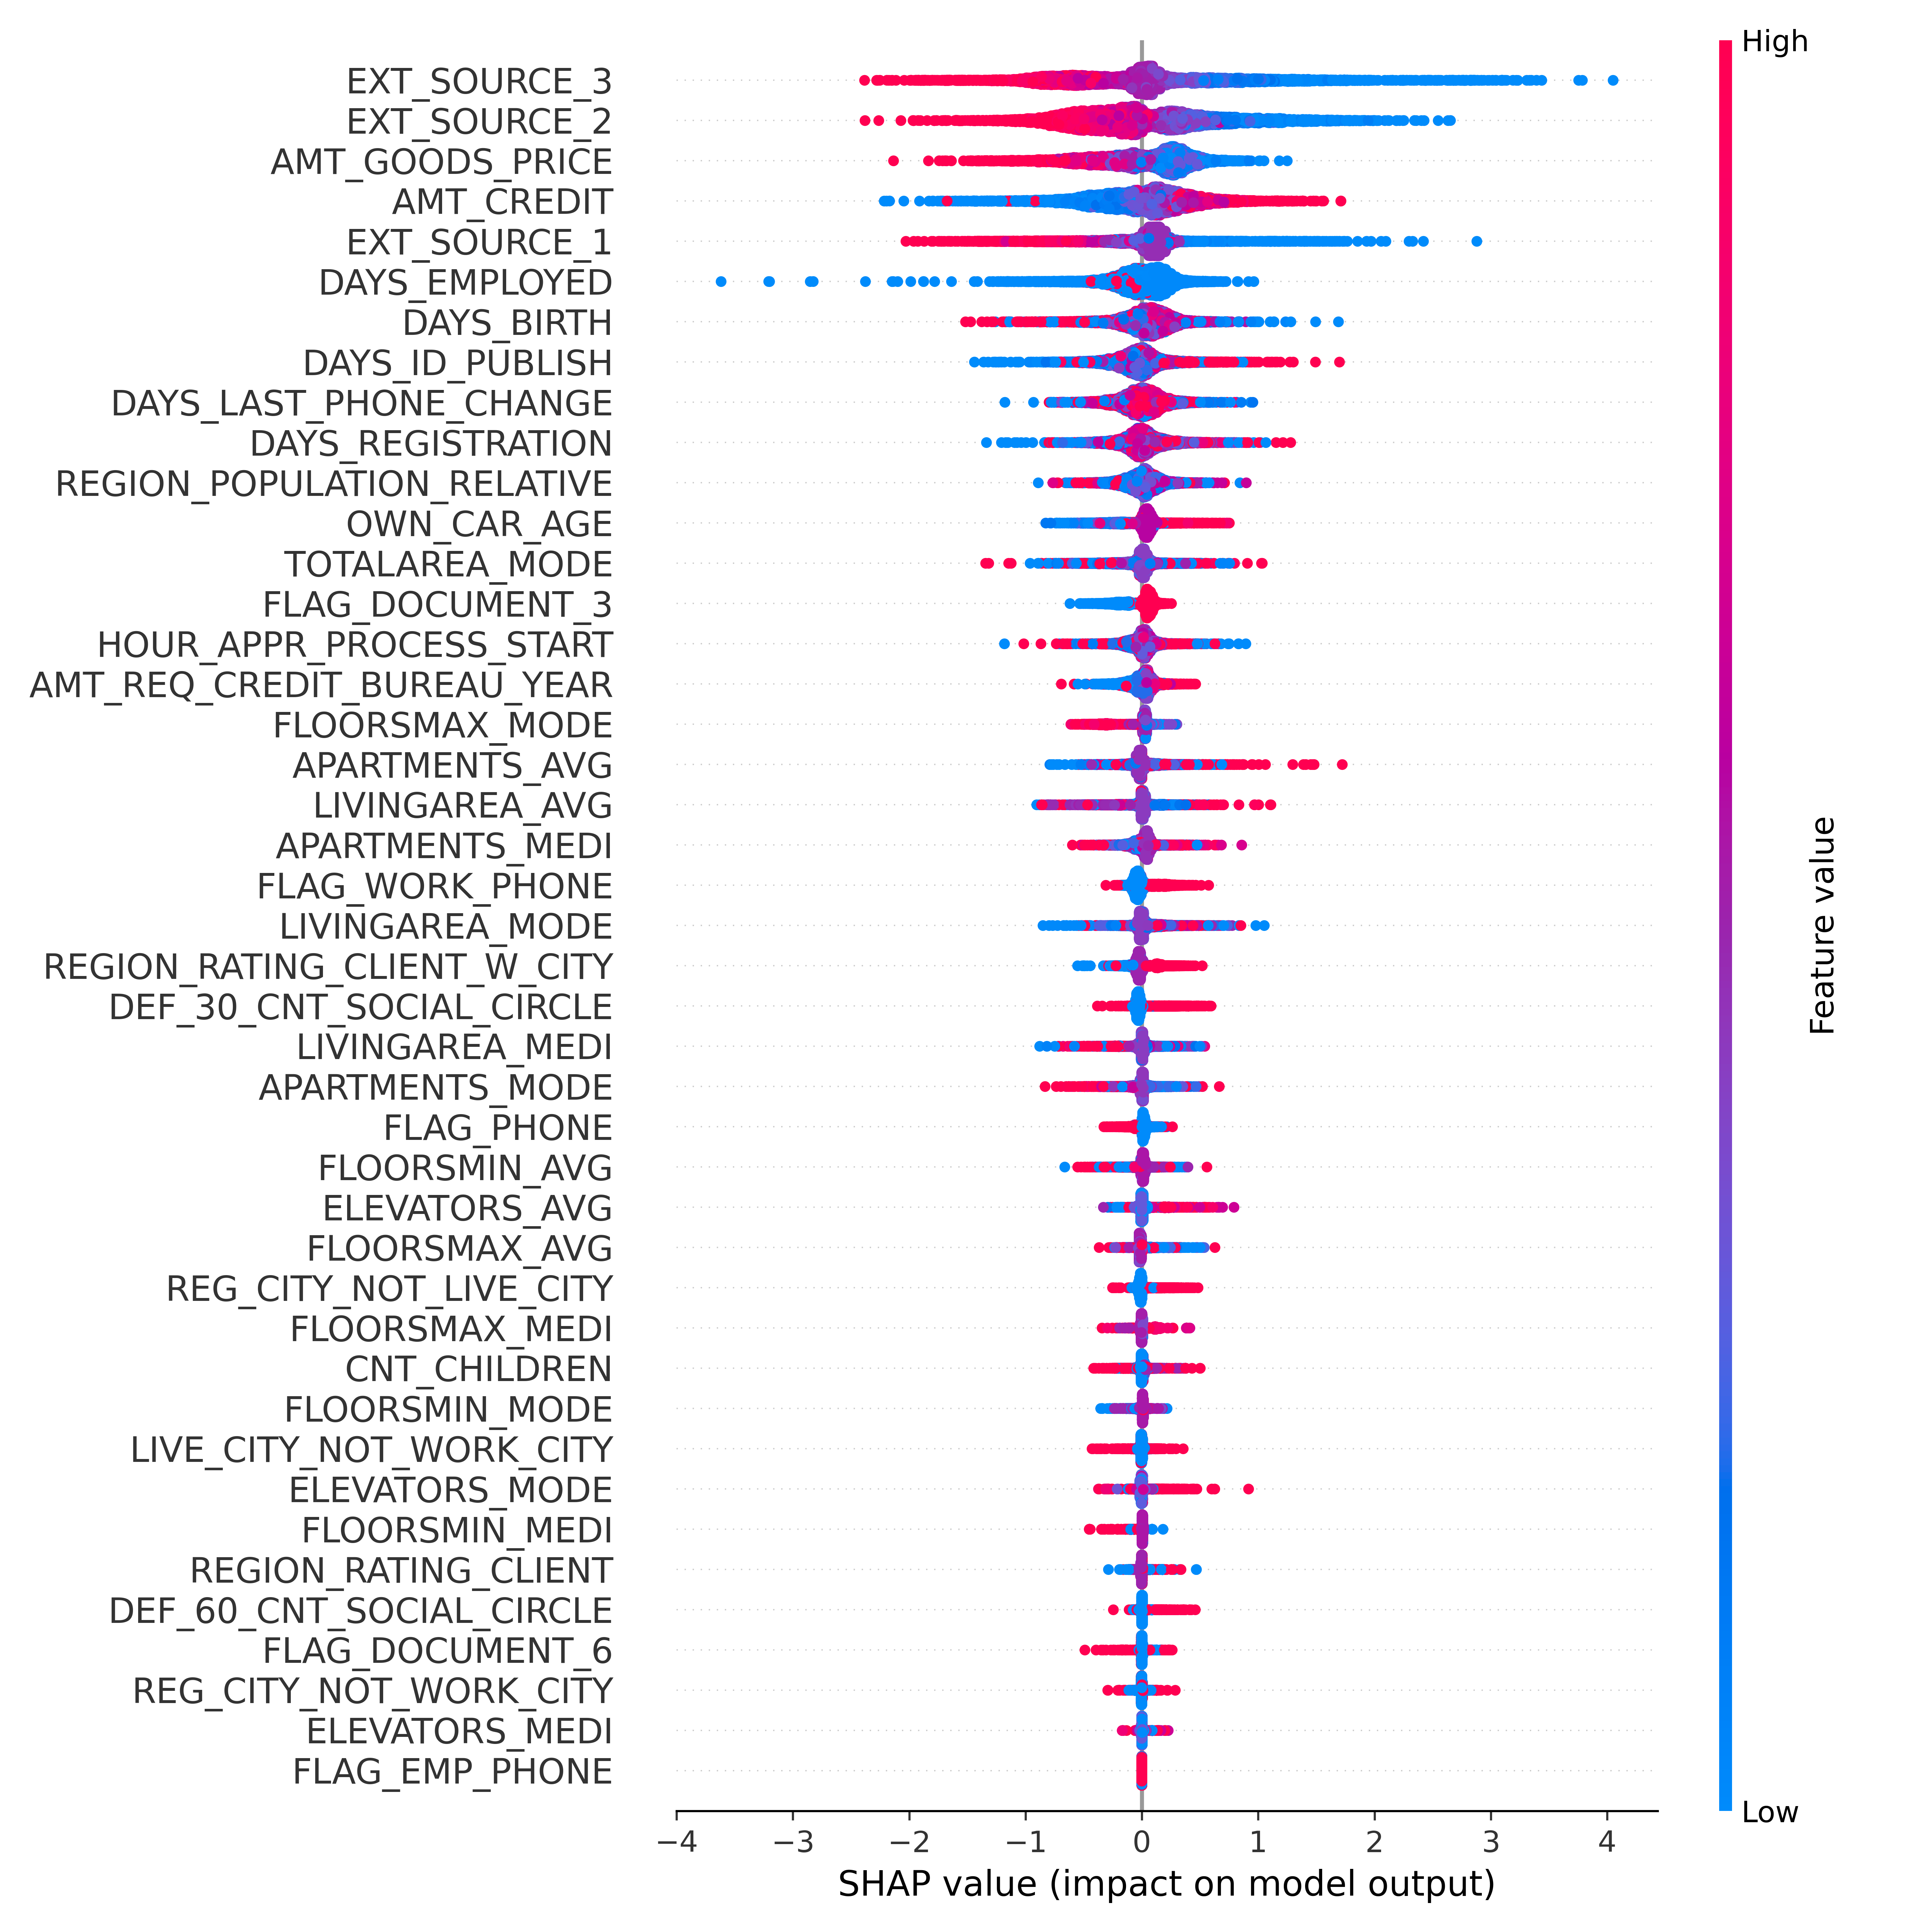 High
EXT_SOURCE_3
EXT_SOURCE_2
AMT_GOODS_PRICE
AMT_CREDIT
EXT_SOURCE_1
DAYS_EMPLOYED
DAYS_BIRTH
DAYS_ID_PUBLISH
DAYS_LAST_PHONE_CHANGE
DAYS_REGISTRATION
REGION_POPULATION_RELATIVE
OWN_CAR_AGE
TOTALAREA_MODE
FLAG_DOCUMENT_3
HOUR_APPR_PROCESS_START
AMT_REQ_CREDIT_BUREAU_YEAR
FLOORSMAX_MODE
APARTMENTS_AVG
LIVINGAREA_AVG
APARTMENTS_MEDI
FLAG_WORK_PHONE
LIVINGAREA_MODE
REGION_RATING_CLIENT_W_CITY
DEF_30_CNT_SOCIAL_CIRCLE
LIVINGAREA_MEDI
APARTMENTS_MODE
FLAG_PHONE
FLOORSMIN_AVG
ELEVATORS_AVG
FLOORSMAX_AVG
REG_CITY_NOT_LIVE_CITY
FLOORSMAX_MEDI
CNT_CHILDREN
FLOORSMIN_MODE
LIVE_CITY_NOT_WORK_CITY
ELEVATORS_MODE
FLOORSMIN_MEDI
REGION_RATING_CLIENT
DEF_60_CNT_SOCIAL_CIRCLE
FLAG_DOCUMENT_6
REG_CITY_NOT_WORK_CITY
ELEVATORS_MEDI
FLAG_EMP_PHONE
Feature value
Low
−4 −3 −2 −1 0 1 2 3 4
SHAP value (impact on model output)